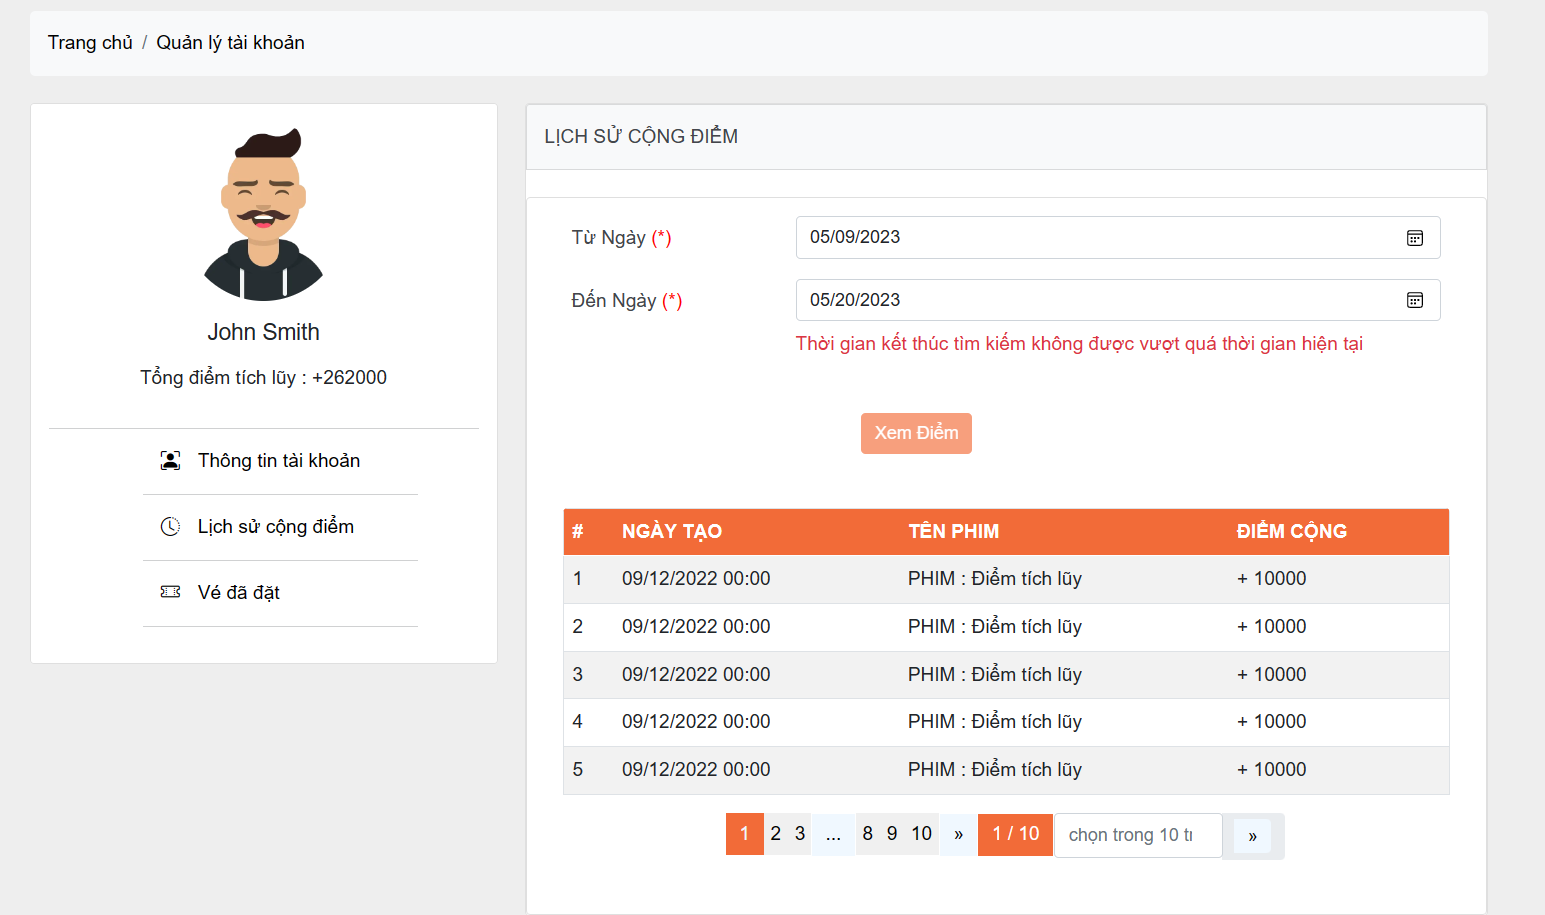 Trang chủ / Quản lý tài khoản
John Smith
Tổng điểm tích lũy : +262000
Thông tin tài khoản
Lịch sử cộng điểm
Vé đã đặt
LỊCH SỬ CỘNG ĐIỂM
Từ Ngày (*) 05/09/2023
Đến Ngày (*) 05/20/2023
Thời gian kết thúc tìm kiếm không được vượt quá thời gian hiện tại
Xem Điểm
# NGÀY TẠO TÊN PHIM ĐIỂM CỘNG
1 09/12/2022 00:00 PHIM : Điểm tích lũy + 10000
2 09/12/2022 00:00 PHIM : Điểm tích lũy + 10000
3 09/12/2022 00:00 PHIM : Điểm tích lũy + 10000
4 09/12/2022 00:00 PHIM : Điểm tích lũy + 10000
5 09/12/2022 00:00 PHIM : Điểm tích lũy + 10000
1 2 3 ... 8 9 10 » 1 / 10 chọn trong 10 »